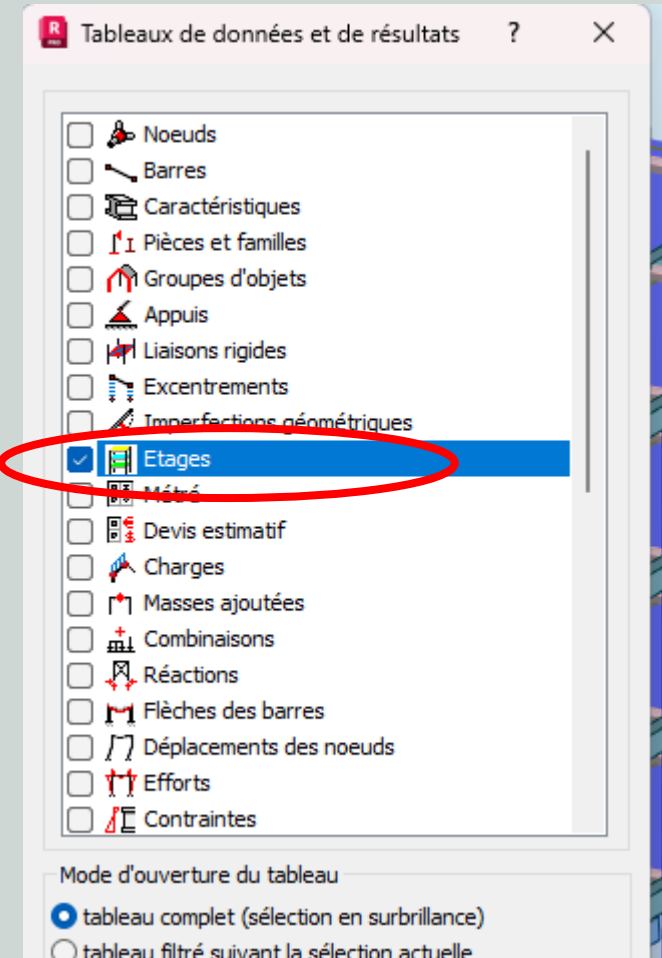 R
PRO
Tableaux de données et de résultats ?
Noeuds
Barres
Caractéristiques
Pièces et familles
Groupes d'objets
Appuis
Liaisons rigides
Excentrements
Imperfections géométriques
Etages
Métré
Devis estimatif
Charges
Masses ajoutées
Combinaisons
Réactions
Flèches des barres
Déplacements des noeuds
Efforts
Contraintes
Mode d'ouverture du tableau
tableau complet (sélection en surbrillance)
tableau filtré suivant la sélection actuelle